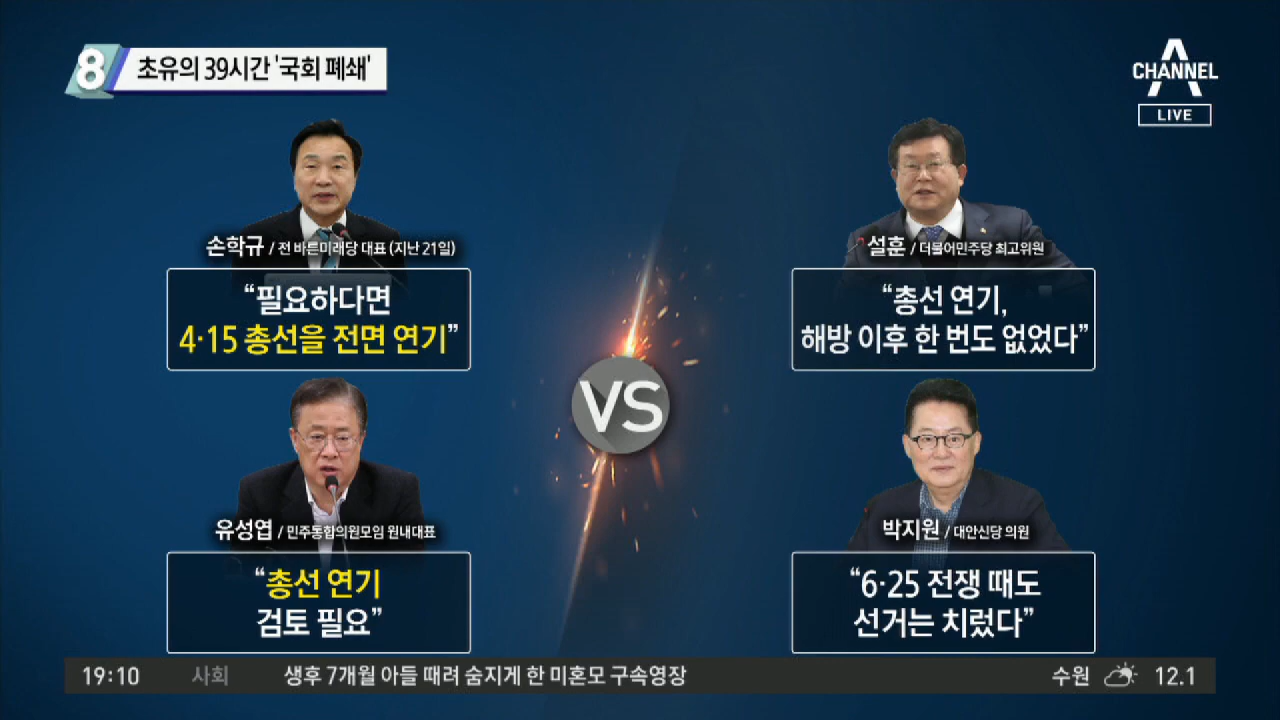 8 초유의 39시간 '국회 폐쇄'
CHANNEL A
LIVE
손학규 / 전 바른미래당 대표 (지난 21일)
“필요하다면
4·15 총선을 전면 연기”
설훈 / 더불어민주당 최고위원
“총선 연기,
해방 이후 한 번도 없었다”
VS
유성엽 / 민주통합의원모임 원내대표
“총선 연기
검토 필요”
박지원 / 대안신당 의원
“6·25 전쟁 때도
선거는 치렀다”
19:10 사회 생후 7개월 아들 때려 숨지게 한 미혼모 구속영장 수원 12.1